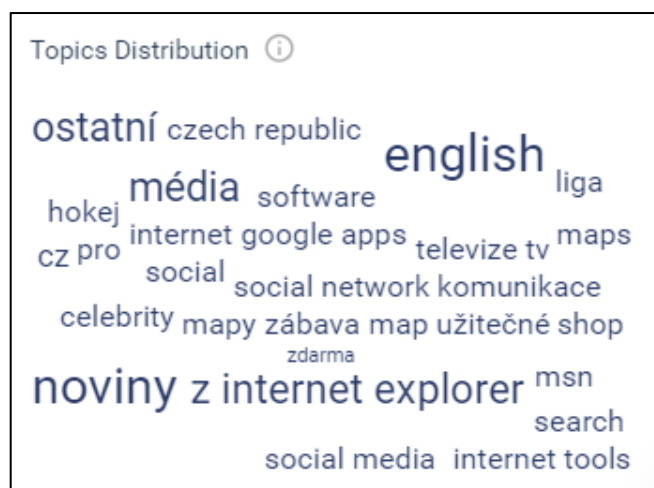 Topics Distribution
ostatní czech republic
english
média software liga
hokej
internet google apps televize tv maps
cz pro
social social network komunikace
celebrity mapy zábava map užitečné shop
zdarma
noviny z internet explorer msn
search
social media internet tools